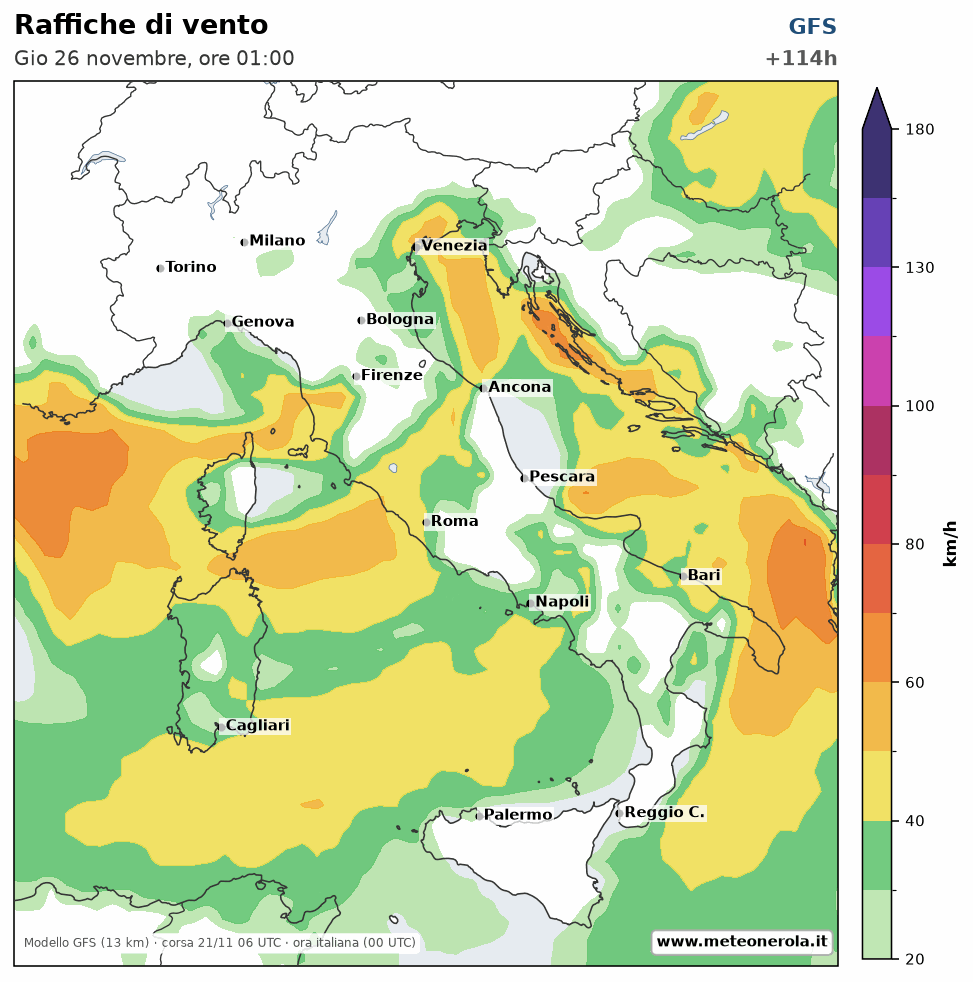 Raffiche di vento
GFS
Gio 26 novembre, ore 01:00
+114h
Milano
Venezia
Torino
Genova
Bologna
Firenze
Ancona
Pescara
Roma
Bari
Napoli
Cagliari
Palermo
Reggio C.
180
130
100
80
60
40
20
km/h
Modello GFS (13 km) · corsa 21/11 06 UTC · ora italiana (00 UTC)
www.meteonerola.it